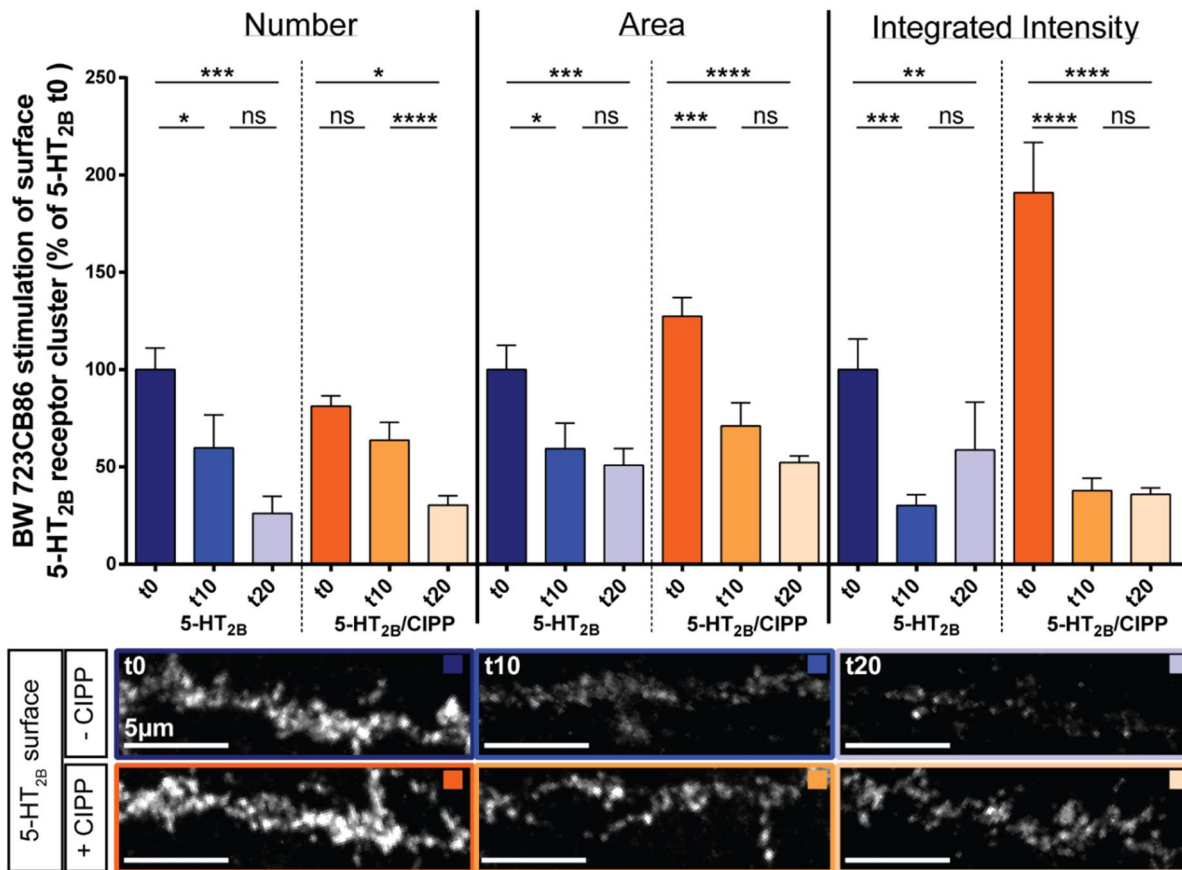 Number Area Integrated Intensity
BW 723CB86 stimulation of surface
5-HT2B receptor cluster (% of 5-HT2B t0 )
250
200
150
100
50
0
*** * *** **** ** ****
* ns ns **** * ns *** ns *** ns **** ns
t0 t10 t20 t0 t10 t20 t0 t10 t20 t0 t10 t20 t0 t10 t20 t0 t10 t20
5-HT2B 5-HT2B/CIPP 5-HT2B 5-HT2B/CIPP 5-HT2B 5-HT2B/CIPP
5-HT2B surface
- CIPP
t0 t10 t20
5µm
+ CIPP